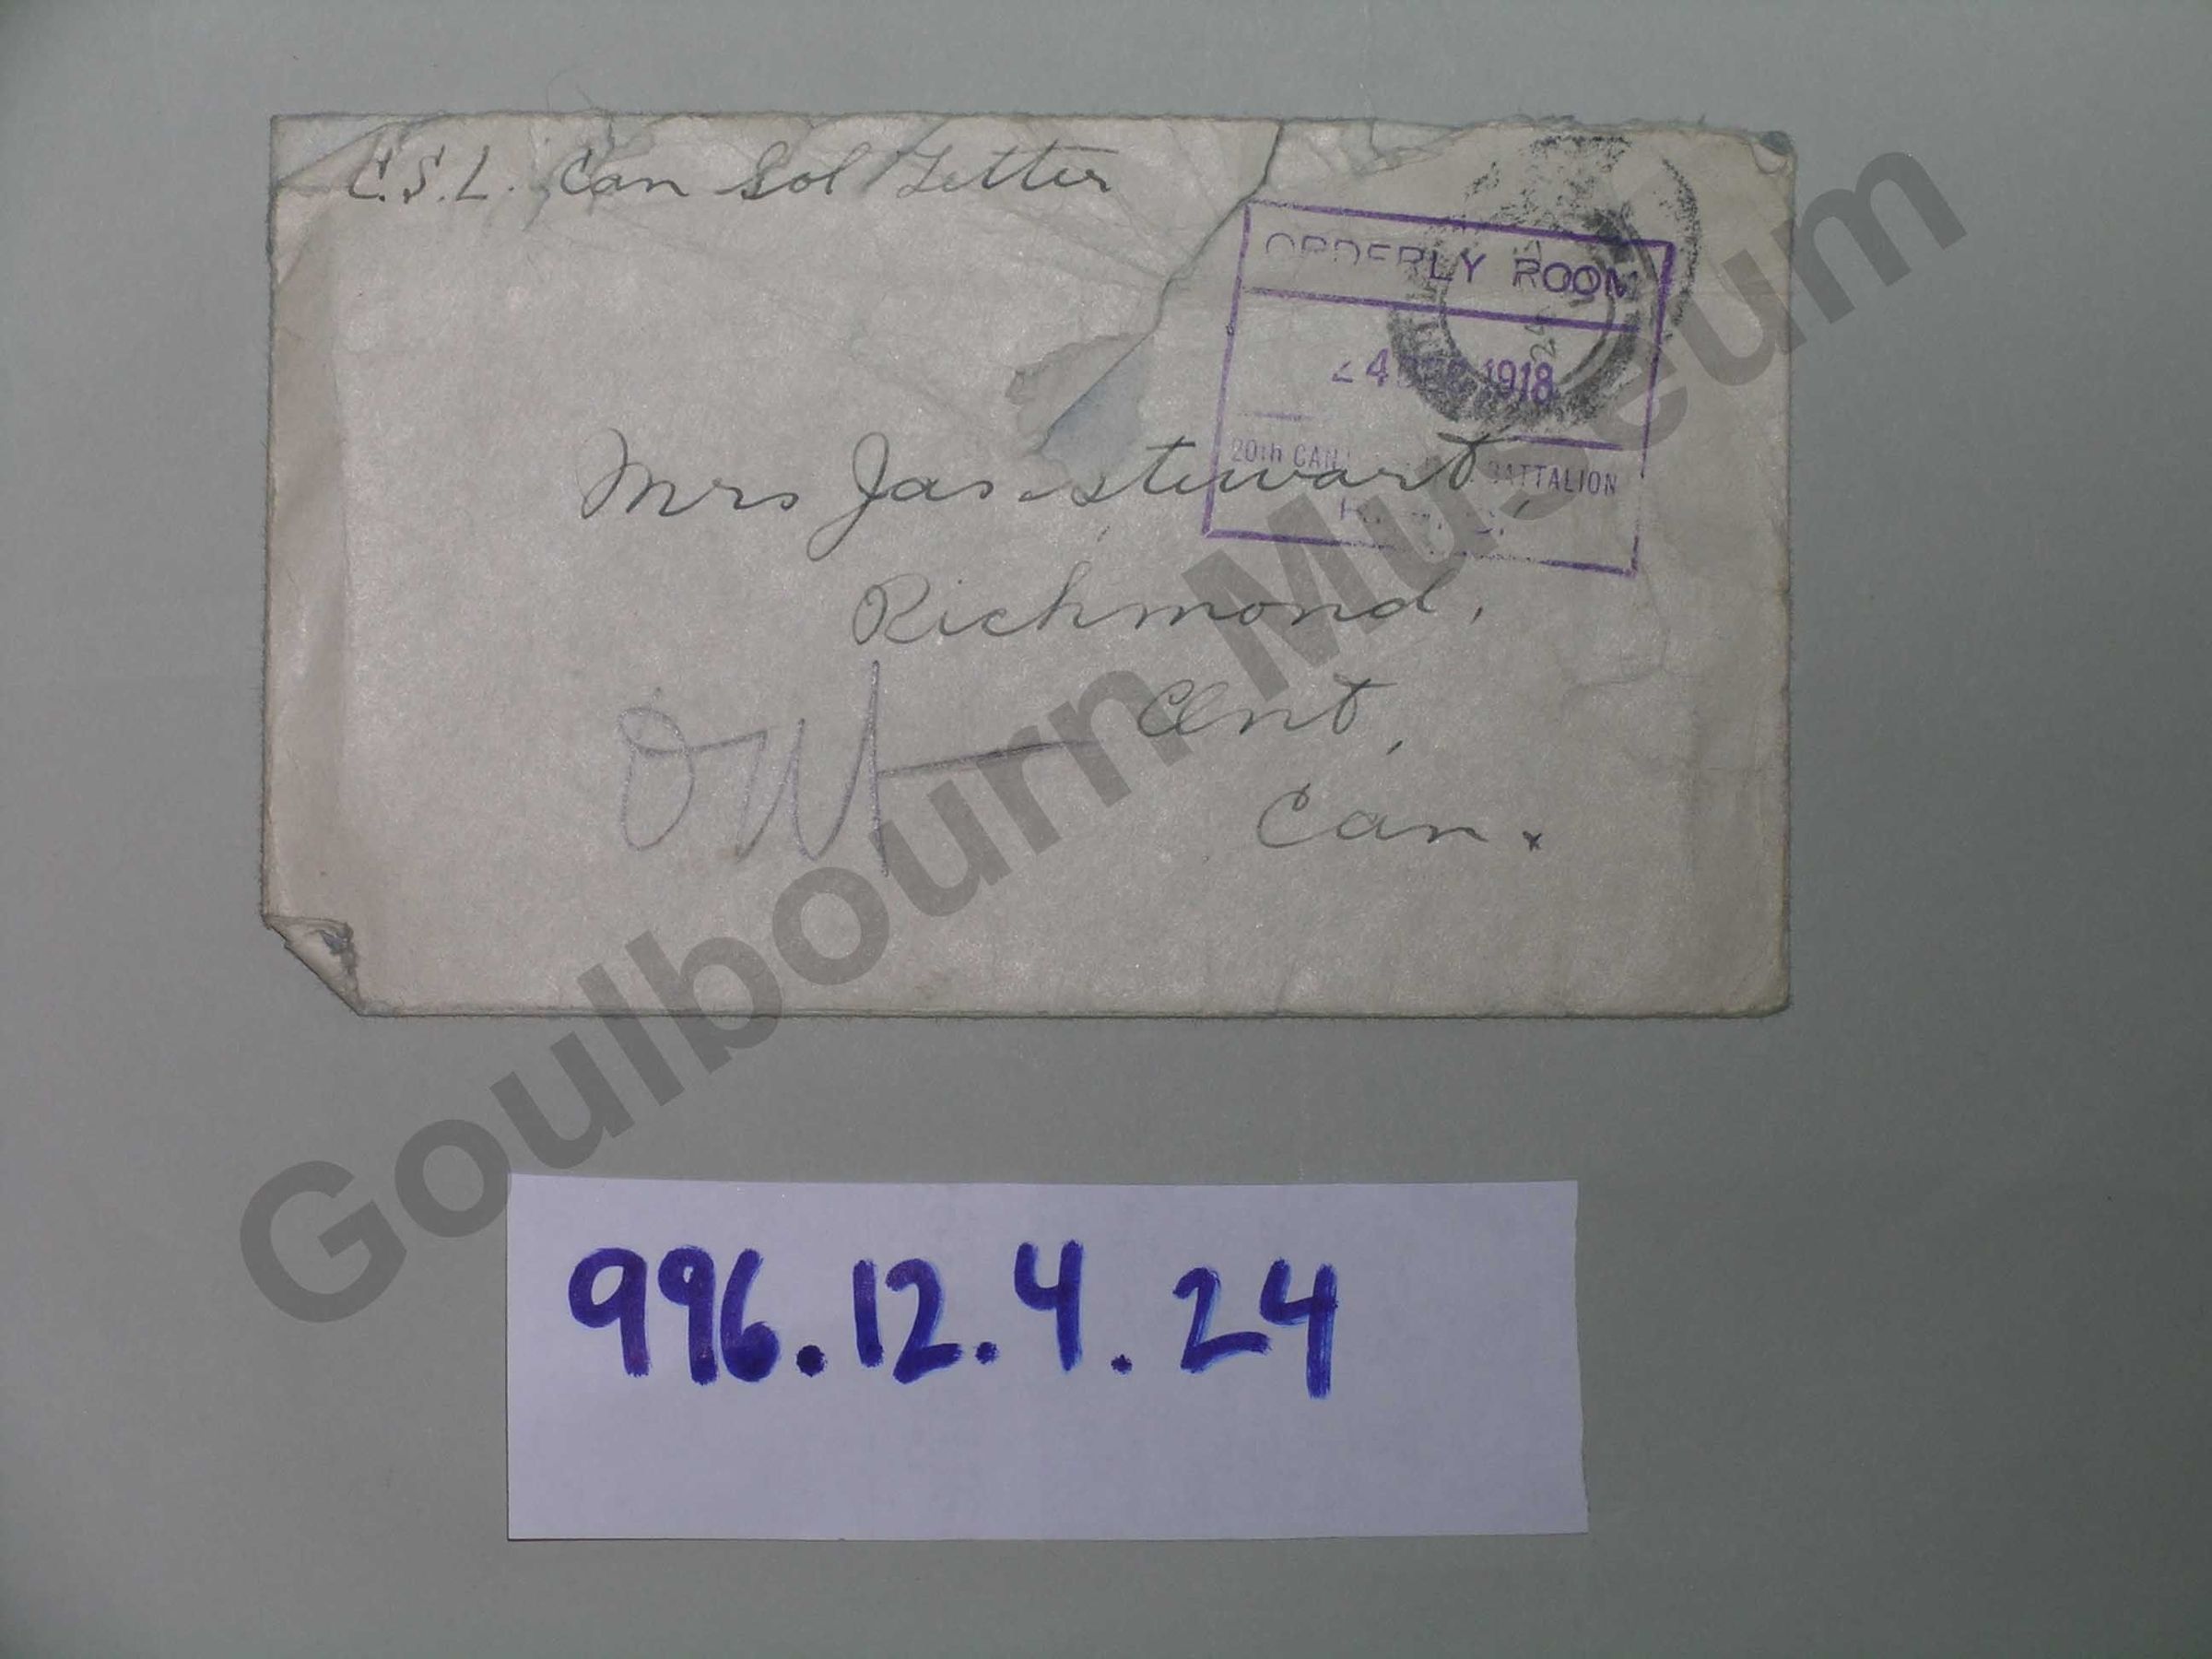 C.S.L. Can Sol Letter
ORDERLY ROOM
24 1918
20th CAN BATTALION
Mrs Jas Stewart,
Richmond,
Ont,
Can.
Goulbourn Museum
996.12.4.24